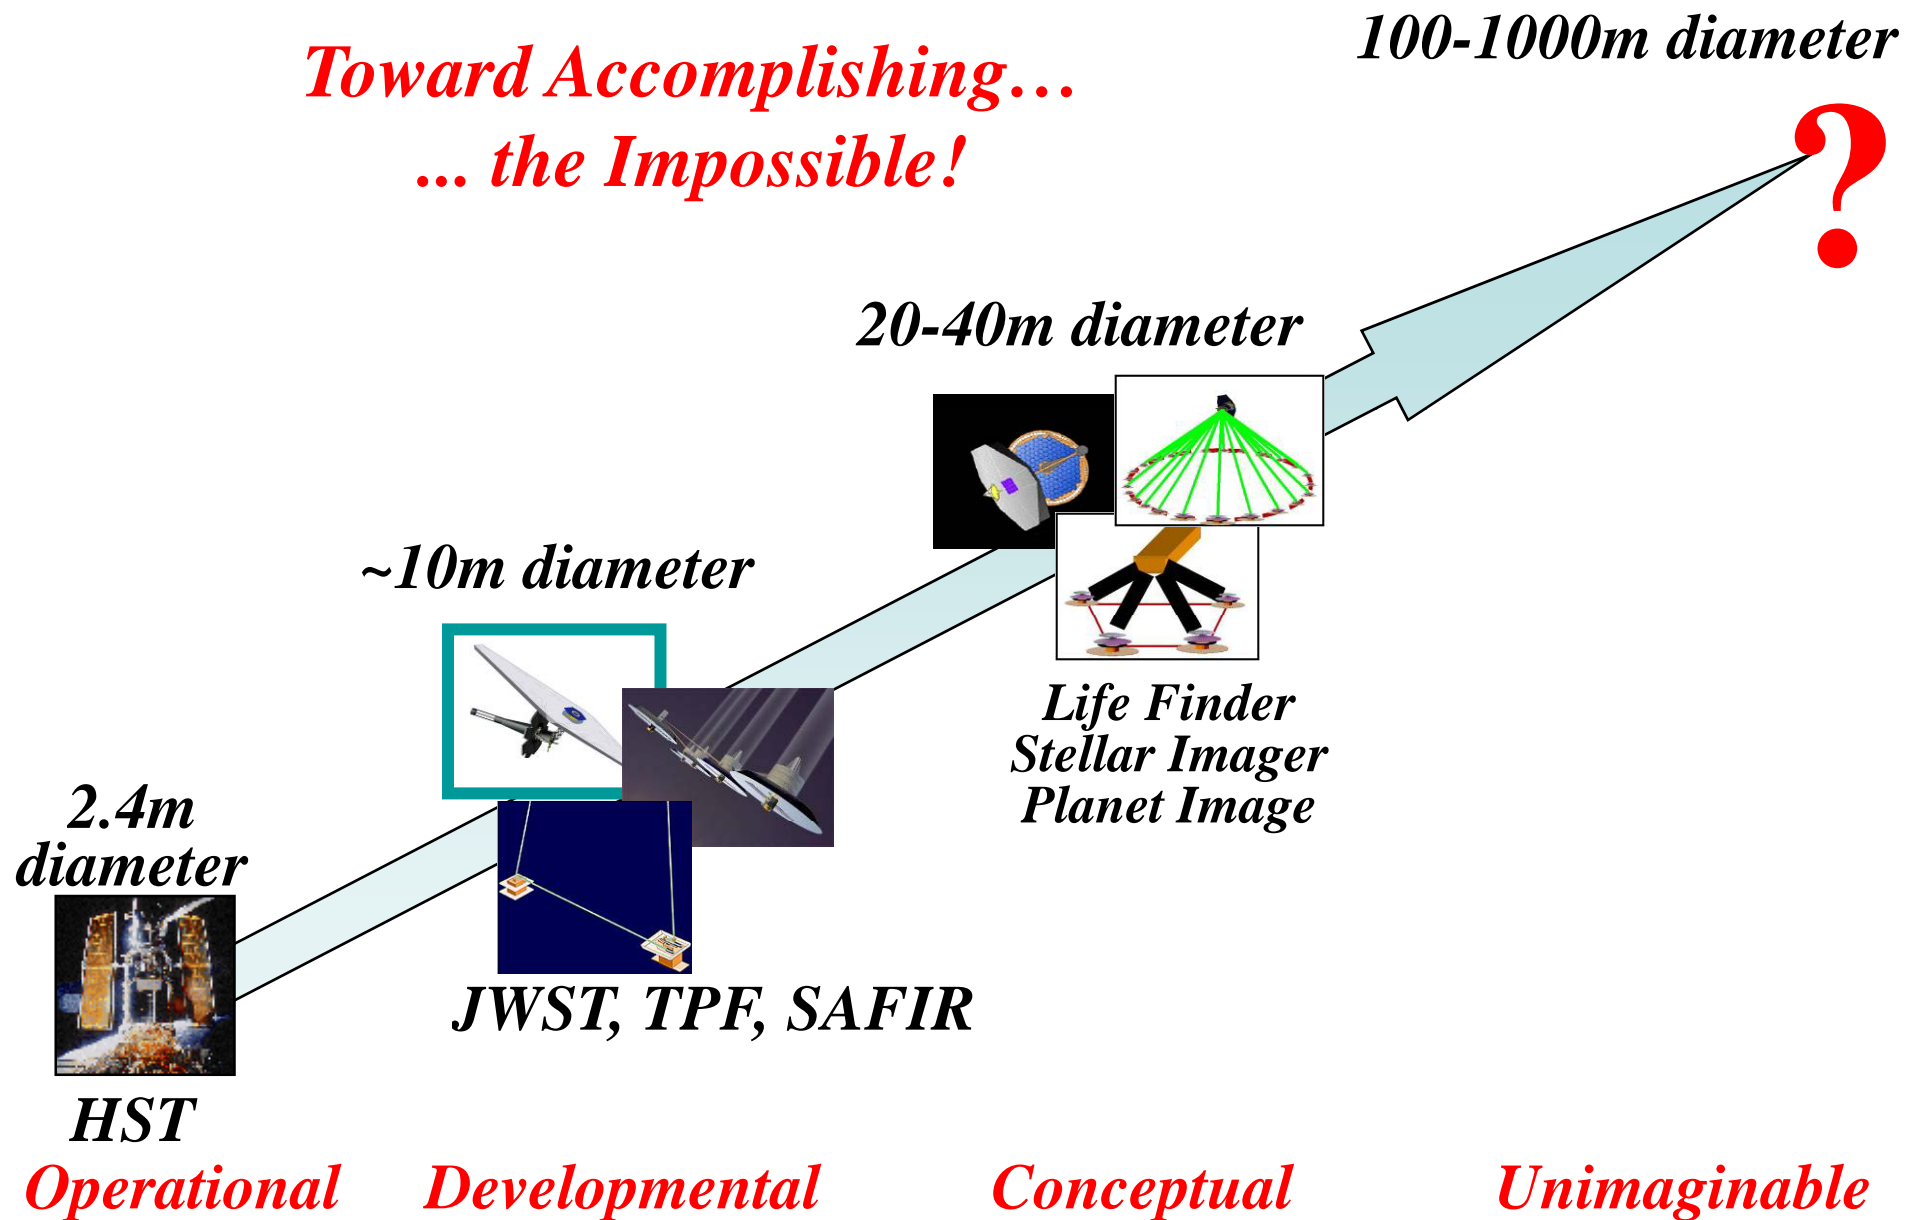 Toward Accomplishing…
... the Impossible!
100-1000m diameter
?
20-40m diameter
~10m diameter
Life Finder
Stellar Imager
Planet Image
2.4m
diameter
JWST, TPF, SAFIR
HST
Operational Developmental Conceptual Unimaginable